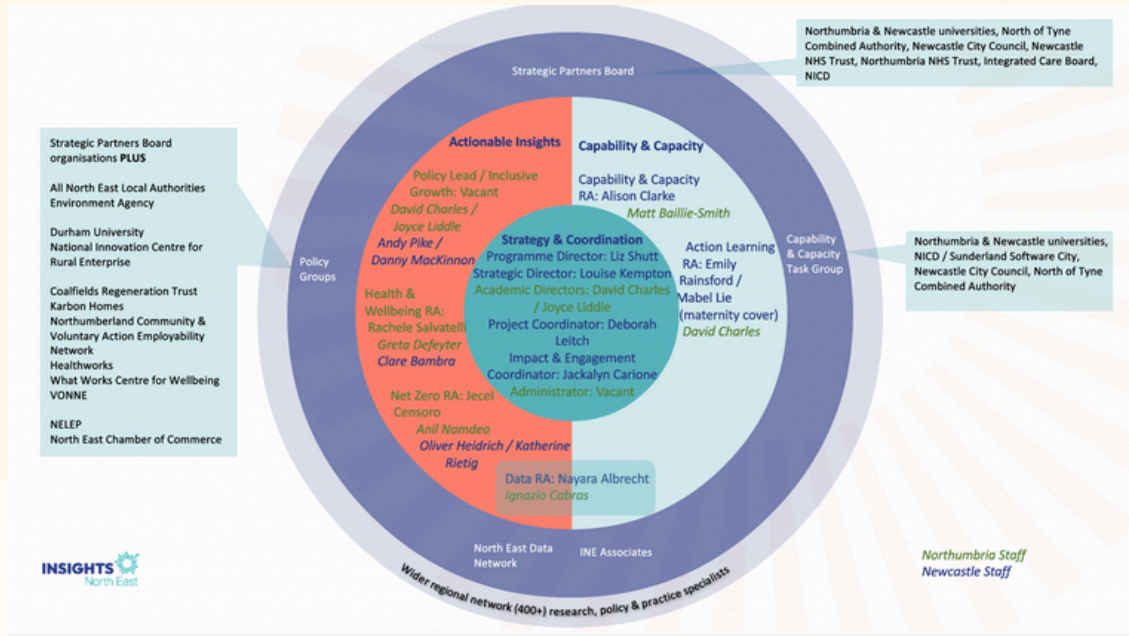 Strategic Partners Board
Northumbria & Newcastle universities, North of Tyne
Combined Authority, Newcastle City Council, Newcastle
NHS Trust, Northumbria NHS Trust, Integrated Care Board,
NICD
Strategic Partners Board
organisations PLUS
All North East Local Authorities
Environment Agency
Durham University
National Innovation Centre for
Rural Enterprise
Coalfields Regeneration Trust
Karbon Homes
Northumberland Community &
Voluntary Action Employability
Network
Healthworks
What Works Centre for Wellbeing
VONNE
NELEP
North East Chamber of Commerce
Policy
Groups
Actionable Insights
Policy Lead / Inclusive
Growth: Vacant
David Charles /
Joyce Liddle
Andy Pike /
Danny MacKinnon
Health &
Wellbeing RA:
Rachele Salvatelli
Greta Defeyter
Clare Bambra
Net Zero RA: Jecel
Censoro
Anil Namdeo
Oliver Heidrich / Katherine
Rietig
Strategy & Coordination
Programme Director: Liz Shutt
Strategic Director: Louise Kempton
Academic Directors: David Charles
/ Joyce Liddle
Project Coordinator: Deborah
Leitch
Impact & Engagement
Coordinator: Jackalyn Carione
Administrator: Vacant
Capability & Capacity
Capability & Capacity
RA: Alison Clarke
Matt Baillie-Smith
Action Learning
RA: Emily
Rainsford /
Mabel Lie
(maternity cover)
David Charles
Data RA: Nayara Albrecht
Ignazio Cabras
Capability
& Capacity
Task Group
Northumbria & Newcastle universities,
NICD / Sunderland Software City,
Newcastle City Council, North of Tyne
Combined Authority
North East Data
Network
INE Associates
Wider regional network (400+) research, policy & practice specialists
INSIGHTS
North East
Northumbria Staff
Newcastle Staff